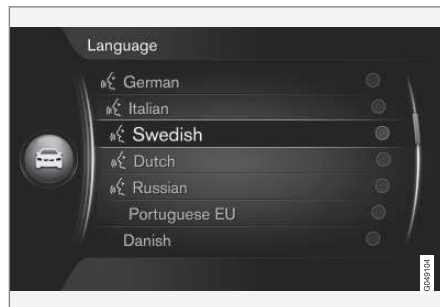 Language
German
Italian
Swedish
Dutch
Russian
Portuguese EU
Danish
G049104